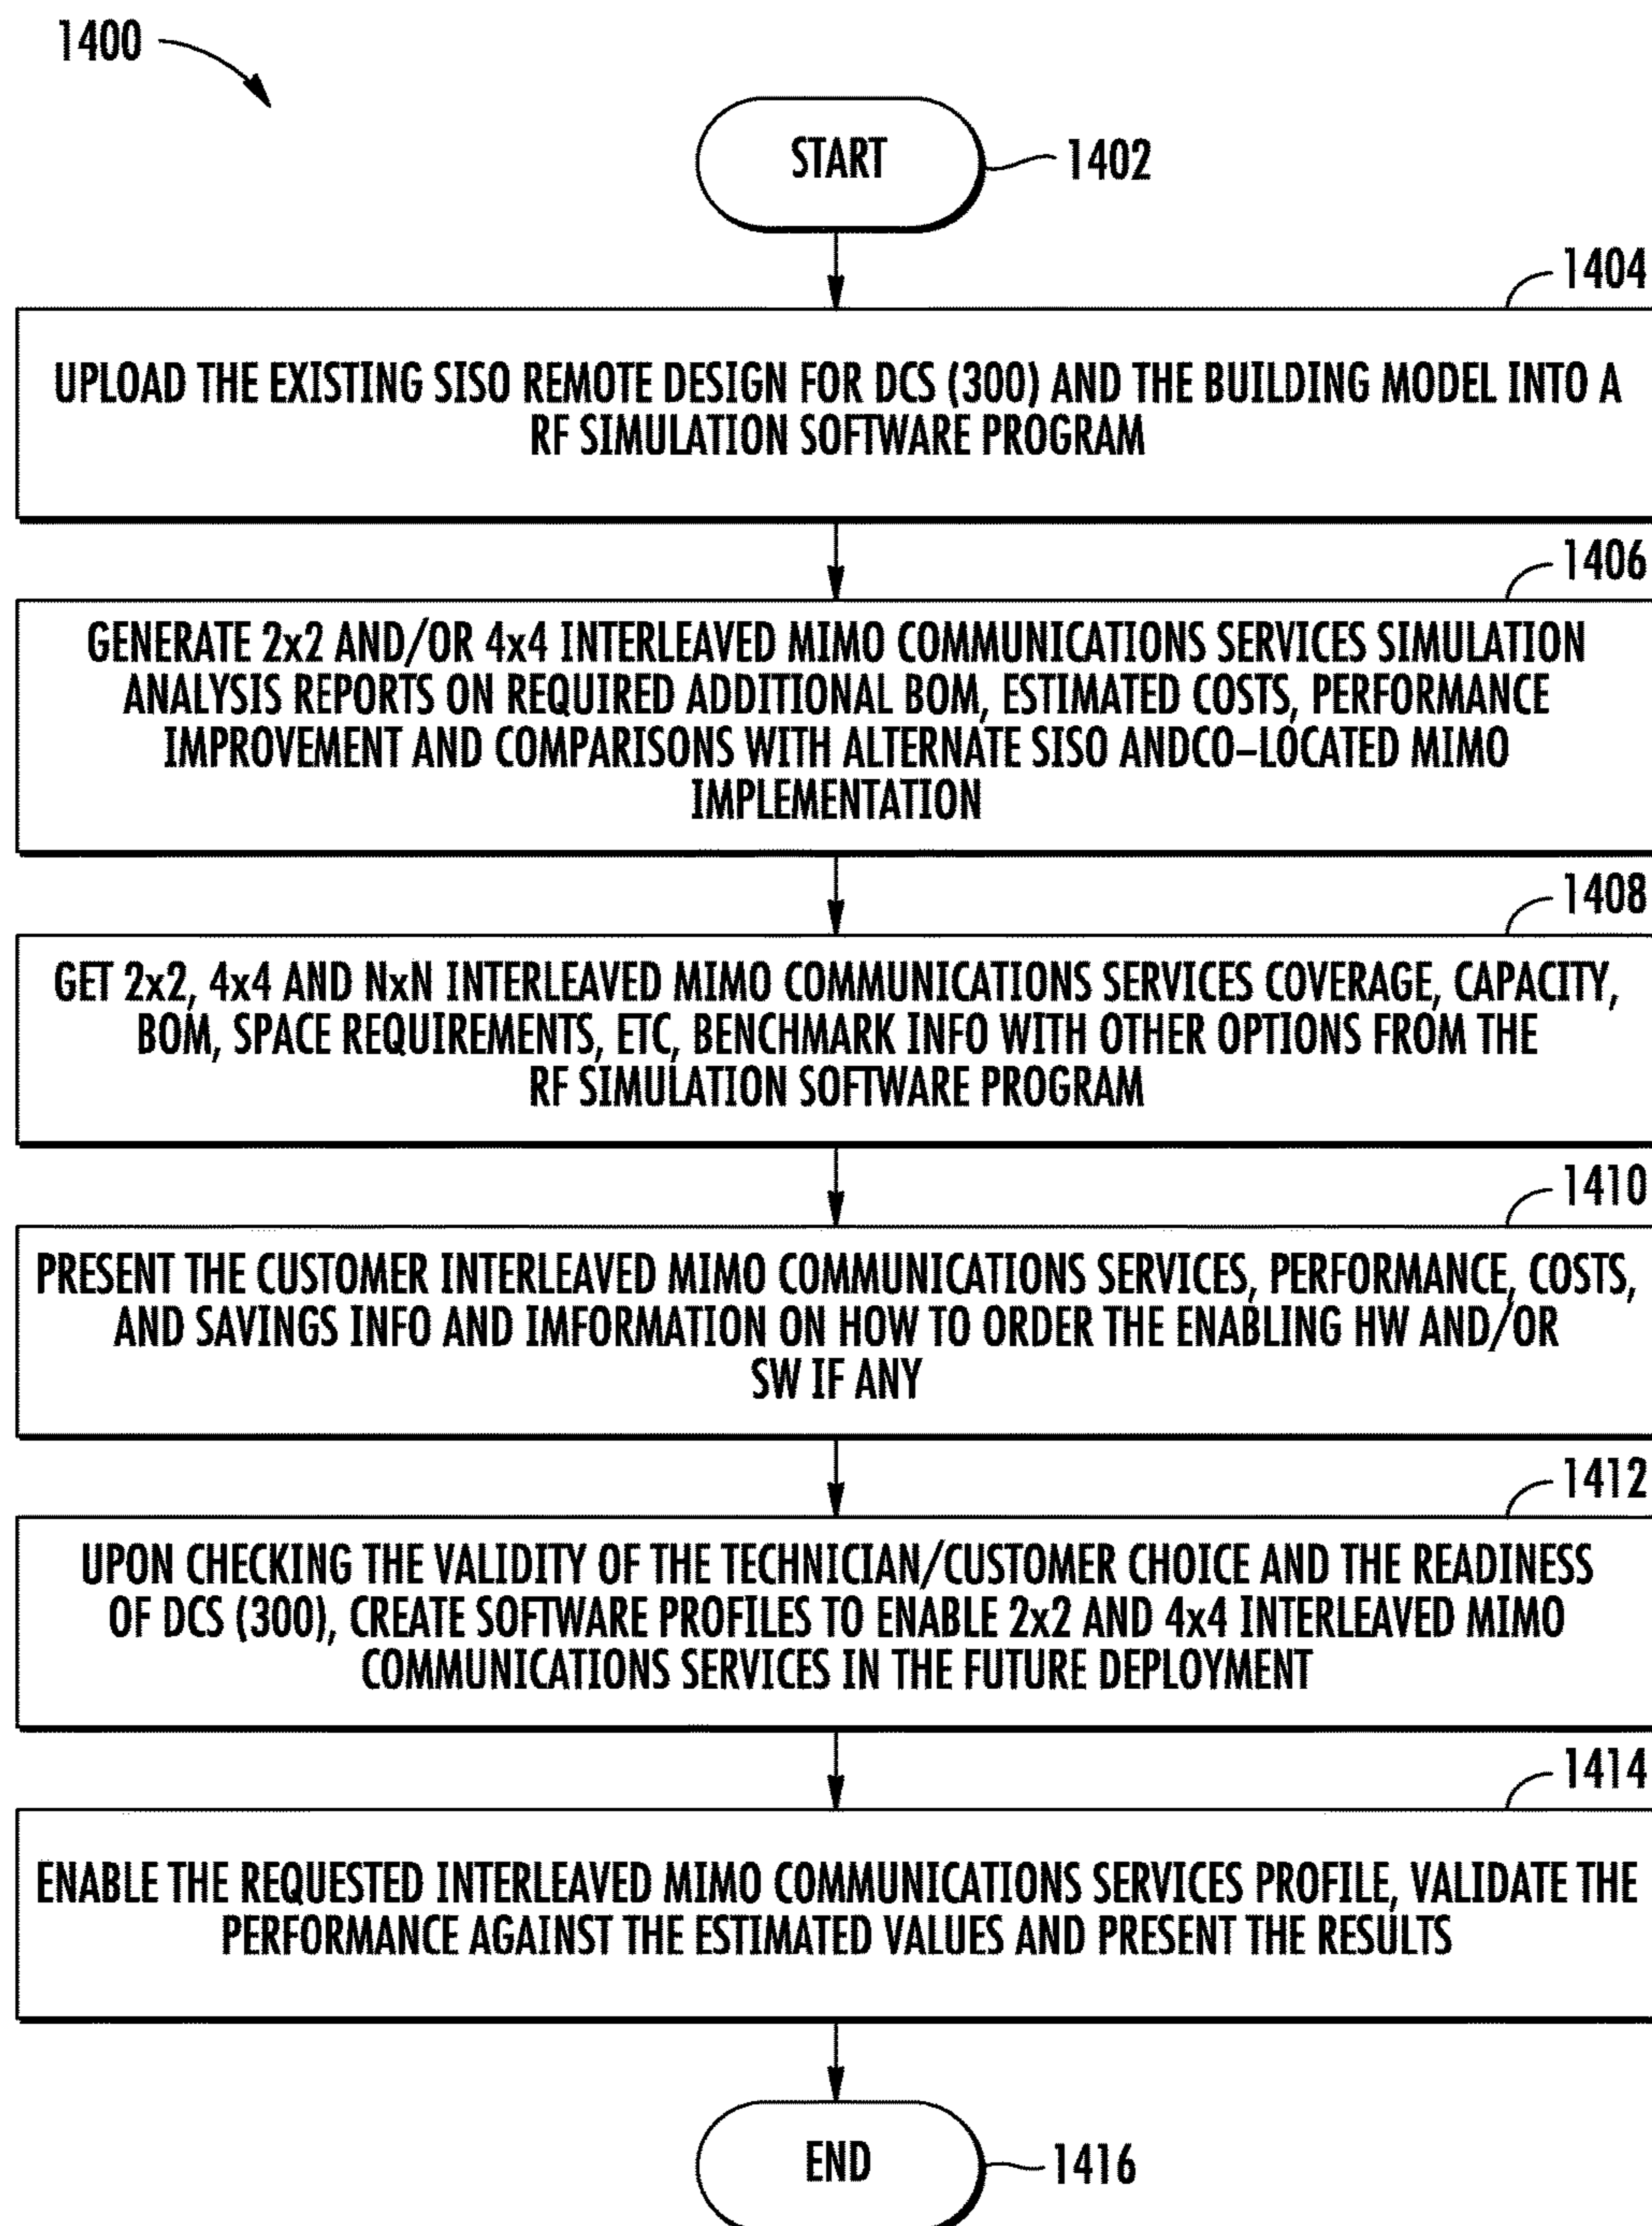 1400
START
1402
1404
UPLOAD THE EXISTING SISO REMOTE DESIGN FOR DCS (300) AND THE BUILDING MODEL INTO A
RF SIMULATION SOFTWARE PROGRAM
1406
GENERATE 2x2 AND/OR 4x4 INTERLEAVED MIMO COMMUNICATIONS SERVICES SIMULATION
ANALYSIS REPORTS ON REQUIRED ADDITIONAL BOM, ESTIMATED COSTS, PERFORMANCE
IMPROVEMENT AND COMPARISONS WITH ALTERNATE SISO ANDCO-LOCATED MIMO
IMPLEMENTATION
1408
GET 2x2, 4x4 AND NxN INTERLEAVED MIMO COMMUNICATIONS SERVICES COVERAGE, CAPACITY,
BOM, SPACE REQUIREMENTS, ETC, BENCHMARK INFO WITH OTHER OPTIONS FROM THE
RF SIMULATION SOFTWARE PROGRAM
1410
PRESENT THE CUSTOMER INTERLEAVED MIMO COMMUNICATIONS SERVICES, PERFORMANCE, COSTS,
AND SAVINGS INFO AND IMFORMATION ON HOW TO ORDER THE ENABLING HW AND/OR
SW IF ANY
1412
UPON CHECKING THE VALIDITY OF THE TECHNICIAN/CUSTOMER CHOICE AND THE READINESS
OF DCS (300), CREATE SOFTWARE PROFILES TO ENABLE 2x2 AND 4x4 INTERLEAVED MIMO
COMMUNICATIONS SERVICES IN THE FUTURE DEPLOYMENT
1414
ENABLE THE REQUESTED INTERLEAVED MIMO COMMUNICATIONS SERVICES PROFILE, VALIDATE THE
PERFORMANCE AGAINST THE ESTIMATED VALUES AND PRESENT THE RESULTS
END
1416